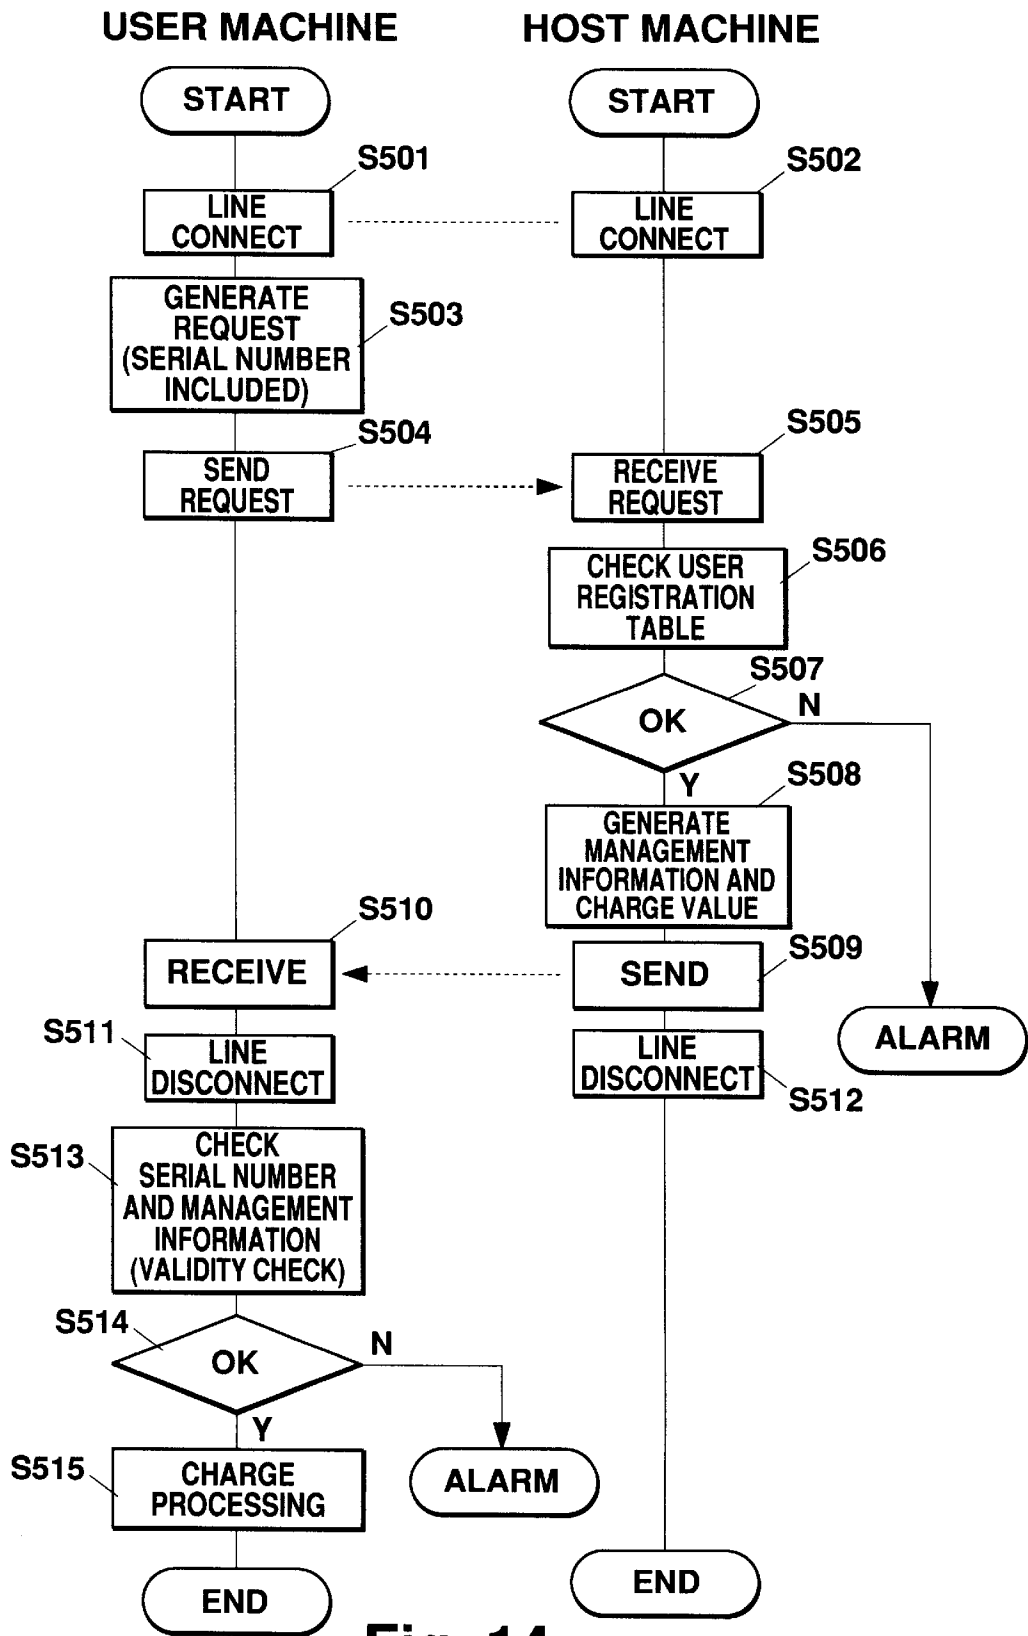 USER MACHINE
HOST MACHINE
START
START
S501
S502
LINE
CONNECT
LINE
CONNECT
GENERATE
REQUEST
(SERIAL NUMBER
INCLUDED)
S503
S504
S505
SEND
REQUEST
RECEIVE
REQUEST
S506
CHECK USER
REGISTRATION
TABLE
S507
OK
N
Y
S508
GENERATE
MANAGEMENT
INFORMATION AND
CHARGE VALUE
S510
S509
RECEIVE
SEND
ALARM
S511
LINE
DISCONNECT
LINE
DISCONNECT
S512
S513
CHECK
SERIAL NUMBER
AND MANAGEMENT
INFORMATION
(VALIDITY CHECK)
S514
OK
N
Y
S515
CHARGE
PROCESSING
ALARM
END
END
Fig. 14